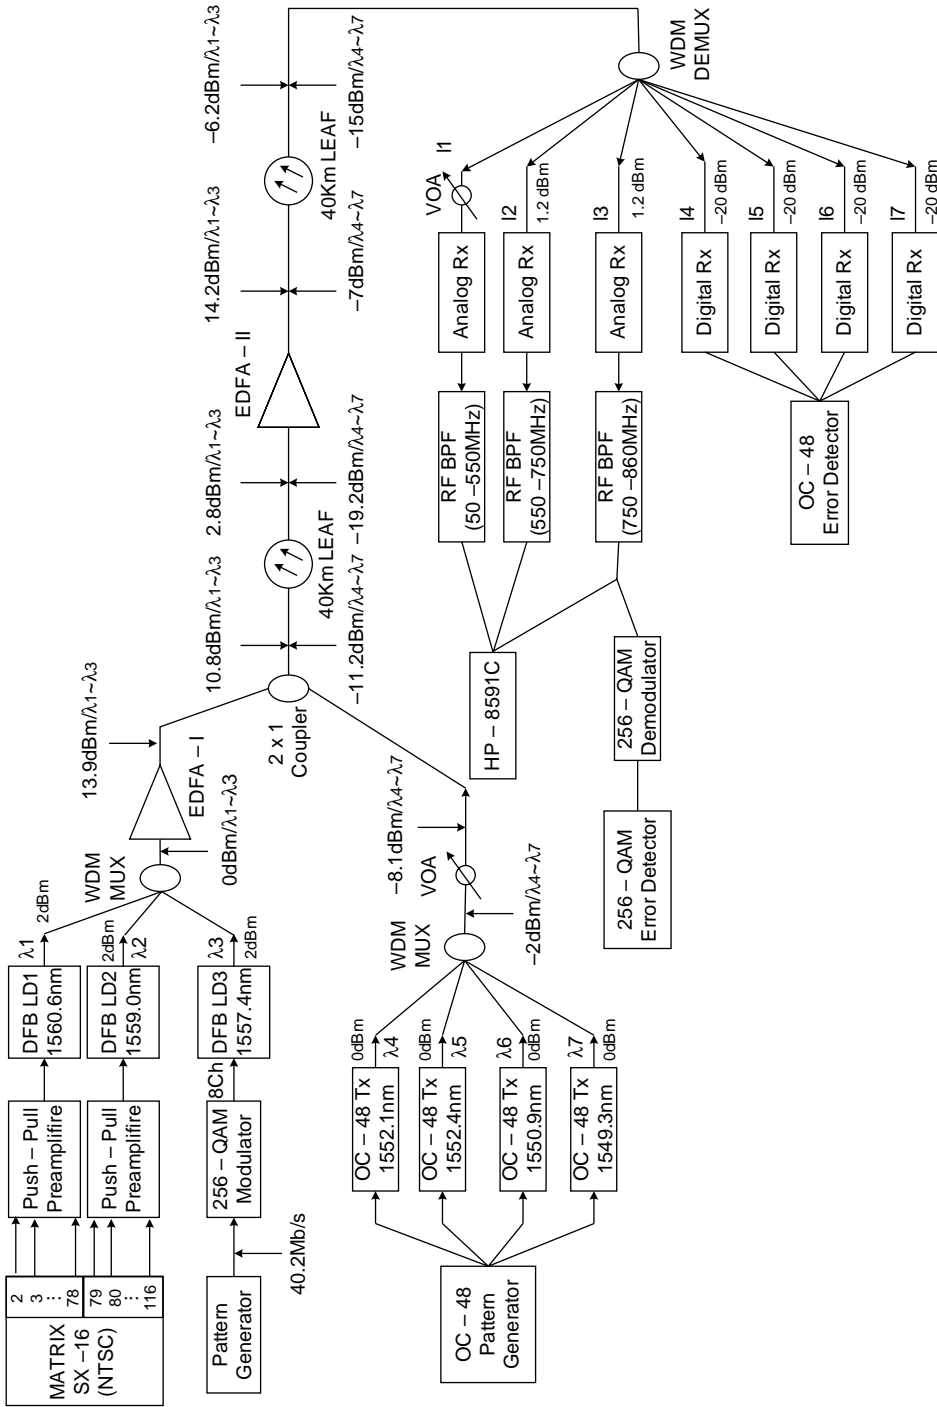 MATRIX
SX –16
(NTSC)
2
3
⋮
78
79
80
⋮
116
Push – Pull
Preamplifire
Push – Pull
Preamplifire
DFB LD1
1560.6nm
λ1
2dBm
DFB LD2
1559.0nm
2dBm
λ2
Pattern
Generator
40.2Mb/s
256 – QAM
Modulator
8Ch
DFB LD3
1557.4nm
λ3
2dBm
WDM
MUX
0dBm/λ1~λ3
EDFA – I
13.9dBm/λ1~λ3
2 x 1
Coupler
10.8dBm/λ1~λ3
–11.2dBm/λ4~λ7
40Km LEAF
2.8dBm/λ1~λ3
–19.2dBm/λ4~λ7
EDFA – II
14.2dBm/λ1~λ3
–7dBm/λ4~λ7
40Km LEAF
–6.2dBm/λ1~λ3
–15dBm/λ4~λ7
OC – 48
Pattern
Generator
OC – 48 Tx
1552.1nm
0dBm
λ4
OC – 48 Tx
1552.4nm
0dBm
λ5
OC – 48 Tx
1550.9nm
λ6
0dBm
OC – 48 Tx
1549.3nm
λ7
0dBm
WDM
MUX
–2dBm/λ4~λ7
VOA
–8.1dBm/λ4~λ7
WDM
DEMUX
VOA
l1
Analog Rx
RF BPF
(50 –550MHz)
l2
1.2 dBm
Analog Rx
RF BPF
(550 –750MHz)
l3
1.2 dBm
Analog Rx
RF BPF
(750 –860MHz)
HP – 8591C
256 – QAM
Demodulator
256 – QAM
Error Detector
l4
–20 dBm
Digital Rx
l5
–20 dBm
Digital Rx
l6
–20 dBm
Digital Rx
l7
–20 dBm
Digital Rx
OC – 48
Error Detector